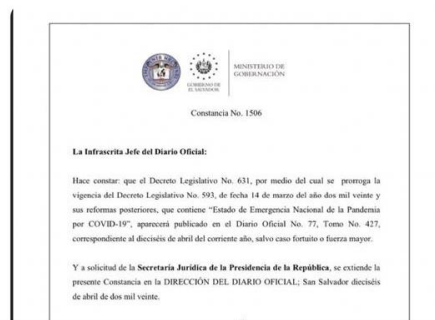 MINISTERIO DE
GOBERNACIÓN
GOBIERNO DE
EL SALVADOR
Constancia No. 1506
La Infrascrita Jefe del Diario Oficial:
Hace constar: que el Decreto Legislativo No. 631, por medio del cual se prorroga la
vigencia del Decreto Legislativo No. 593, de fecha 14 de marzo del año dos mil veinte y
sus reformas posteriores, que contiene “Estado de Emergencia Nacional de la Pandemia
por COVID-19”, aparecerá publicado en el Diario Oficial No. 77, Tomo No. 427,
correspondiente al dieciséis de abril del corriente año, salvo caso fortuito o fuerza mayor.
Y a solicitud de la Secretaría Jurídica de la Presidencia de la República, se extiende la
presente Constancia en la DIRECCIÓN DEL DIARIO OFICIAL; San Salvador dieciséis
de abril de dos mil veinte.